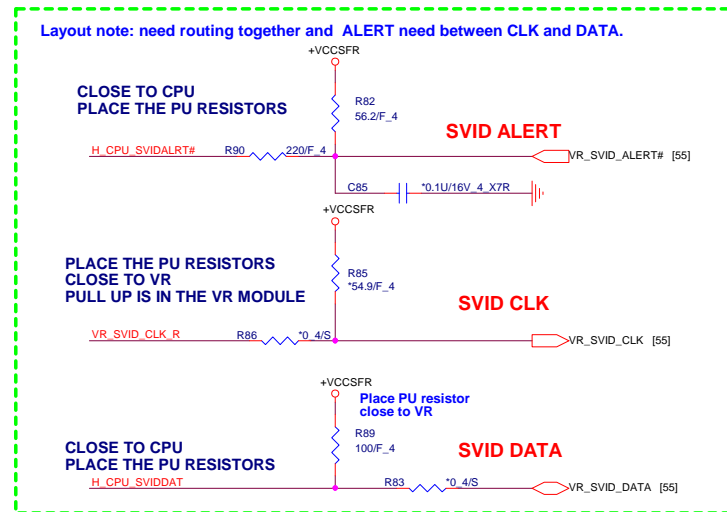 Layout note: need routing together and ALERT need between CLK and DATA.
+VCCSFR
CLOSE TO CPU
PLACE THE PU RESISTORS
R82
56.2/F_4
SVID ALERT
H_CPU_SVIDALRT# R90 220/F_4 VR_SVID_ALERT# [55]
C85 *0.1U/16V_4_X7R
+VCCSFR
PLACE THE PU RESISTORS
CLOSE TO VR
PULL UP IS IN THE VR MODULE
R85
*54.9/F_4
SVID CLK
VR_SVID_CLK_R R86 *0_4/S VR_SVID_CLK [55]
+VCCSFR
Place PU resistor
close to VR
R89
100/F_4
CLOSE TO CPU
PLACE THE PU RESISTORS
SVID DATA
H_CPU_SVIDDAT R83 *0_4/S VR_SVID_DATA [55]